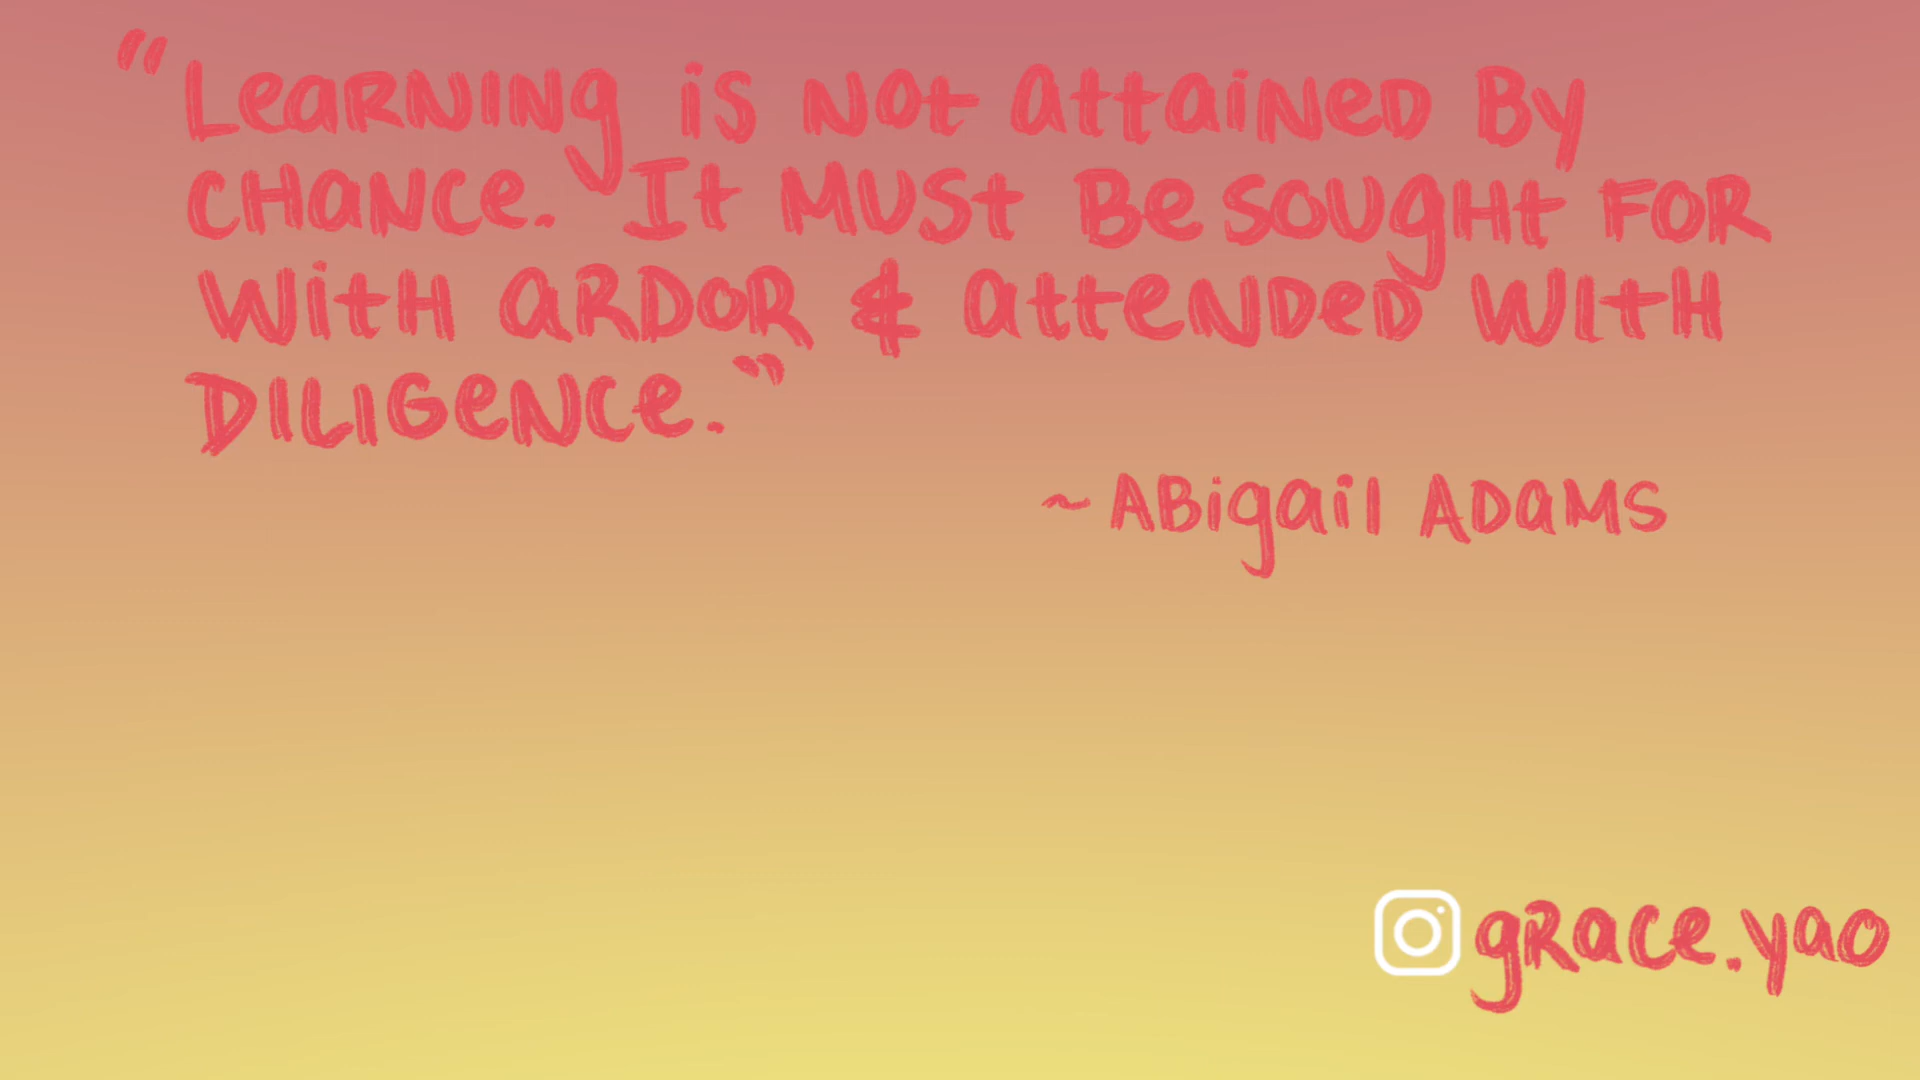 "Learning is not attained by
chance. It must be sought for
with ardor & attended with
diligence."
~Abigail Adams
grace.yao